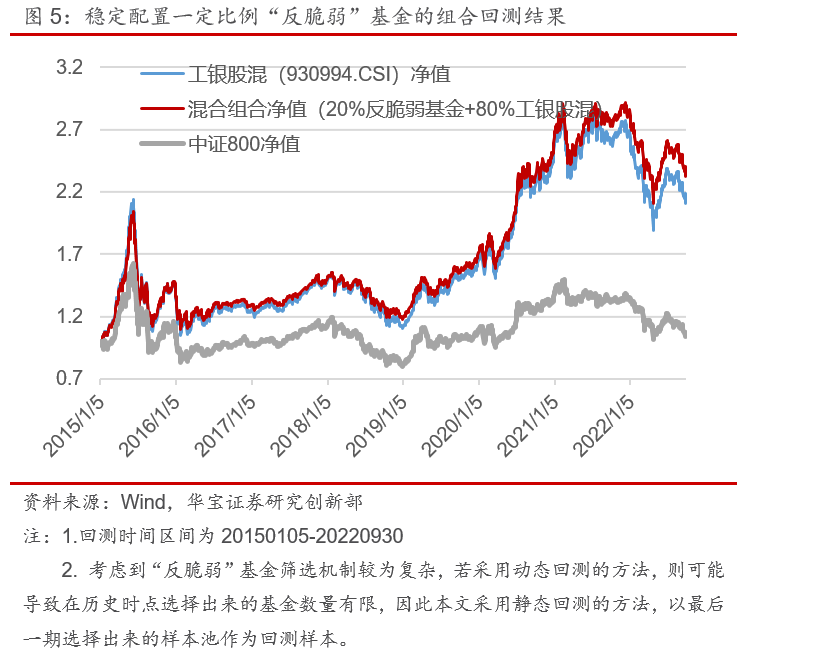 图 5：稳定配置一定比例“反脆弱”基金的组合回测结果
3.2
工银股混（930994.CSI）净值
混合组合净值（20%反脆弱基金+80%工银股混）
2.7
中证800净值
2.2
1.7
1.2
0.7
2015/1/5
2016/1/5
2017/1/5
2018/1/5
2019/1/5
2020/1/5
2021/1/5
2022/1/5
资料来源：Wind，华宝证券研究创新部
注：1.回测时间区间为 20150105-20220930
2. 考虑到“反脆弱”基金筛选机制较为复杂，若采用动态回测的方法，则可能
导致在历史时点选择出来的基金数量有限，因此本文采用静态回测的方法，以最后
一期选择出来的样本池作为回测样本。